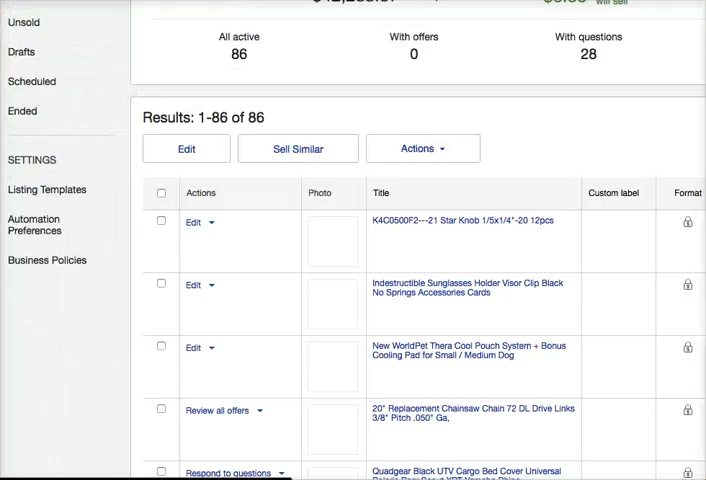 will sell
Unsold
Drafts
Scheduled
Ended
SETTINGS
Listing Templates
Automation
Preferences
Business Policies
All active
With offers
With questions
86
0
28
Results: 1-86 of 86
Edit
Sell Similar
Actions
Actions
Photo
Title
Custom label
Format
Edit
K4C0500F2---21 Star Knob 1/5x1/4"-20 12pcs
Edit
Indestructible Sunglasses Holder Visor Clip Black
No Springs Accessories Cards
Edit
New WorldPet Thera Cool Pouch System + Bonus
Cooling Pad for Small / Medium Dog
Review all offers
20" Replacement Chainsaw Chain 72 DL Drive Links
3/8" Pitch .050" Ga,
Respond to questions
Quadgear Black UTV Cargo Bed Cover Universal